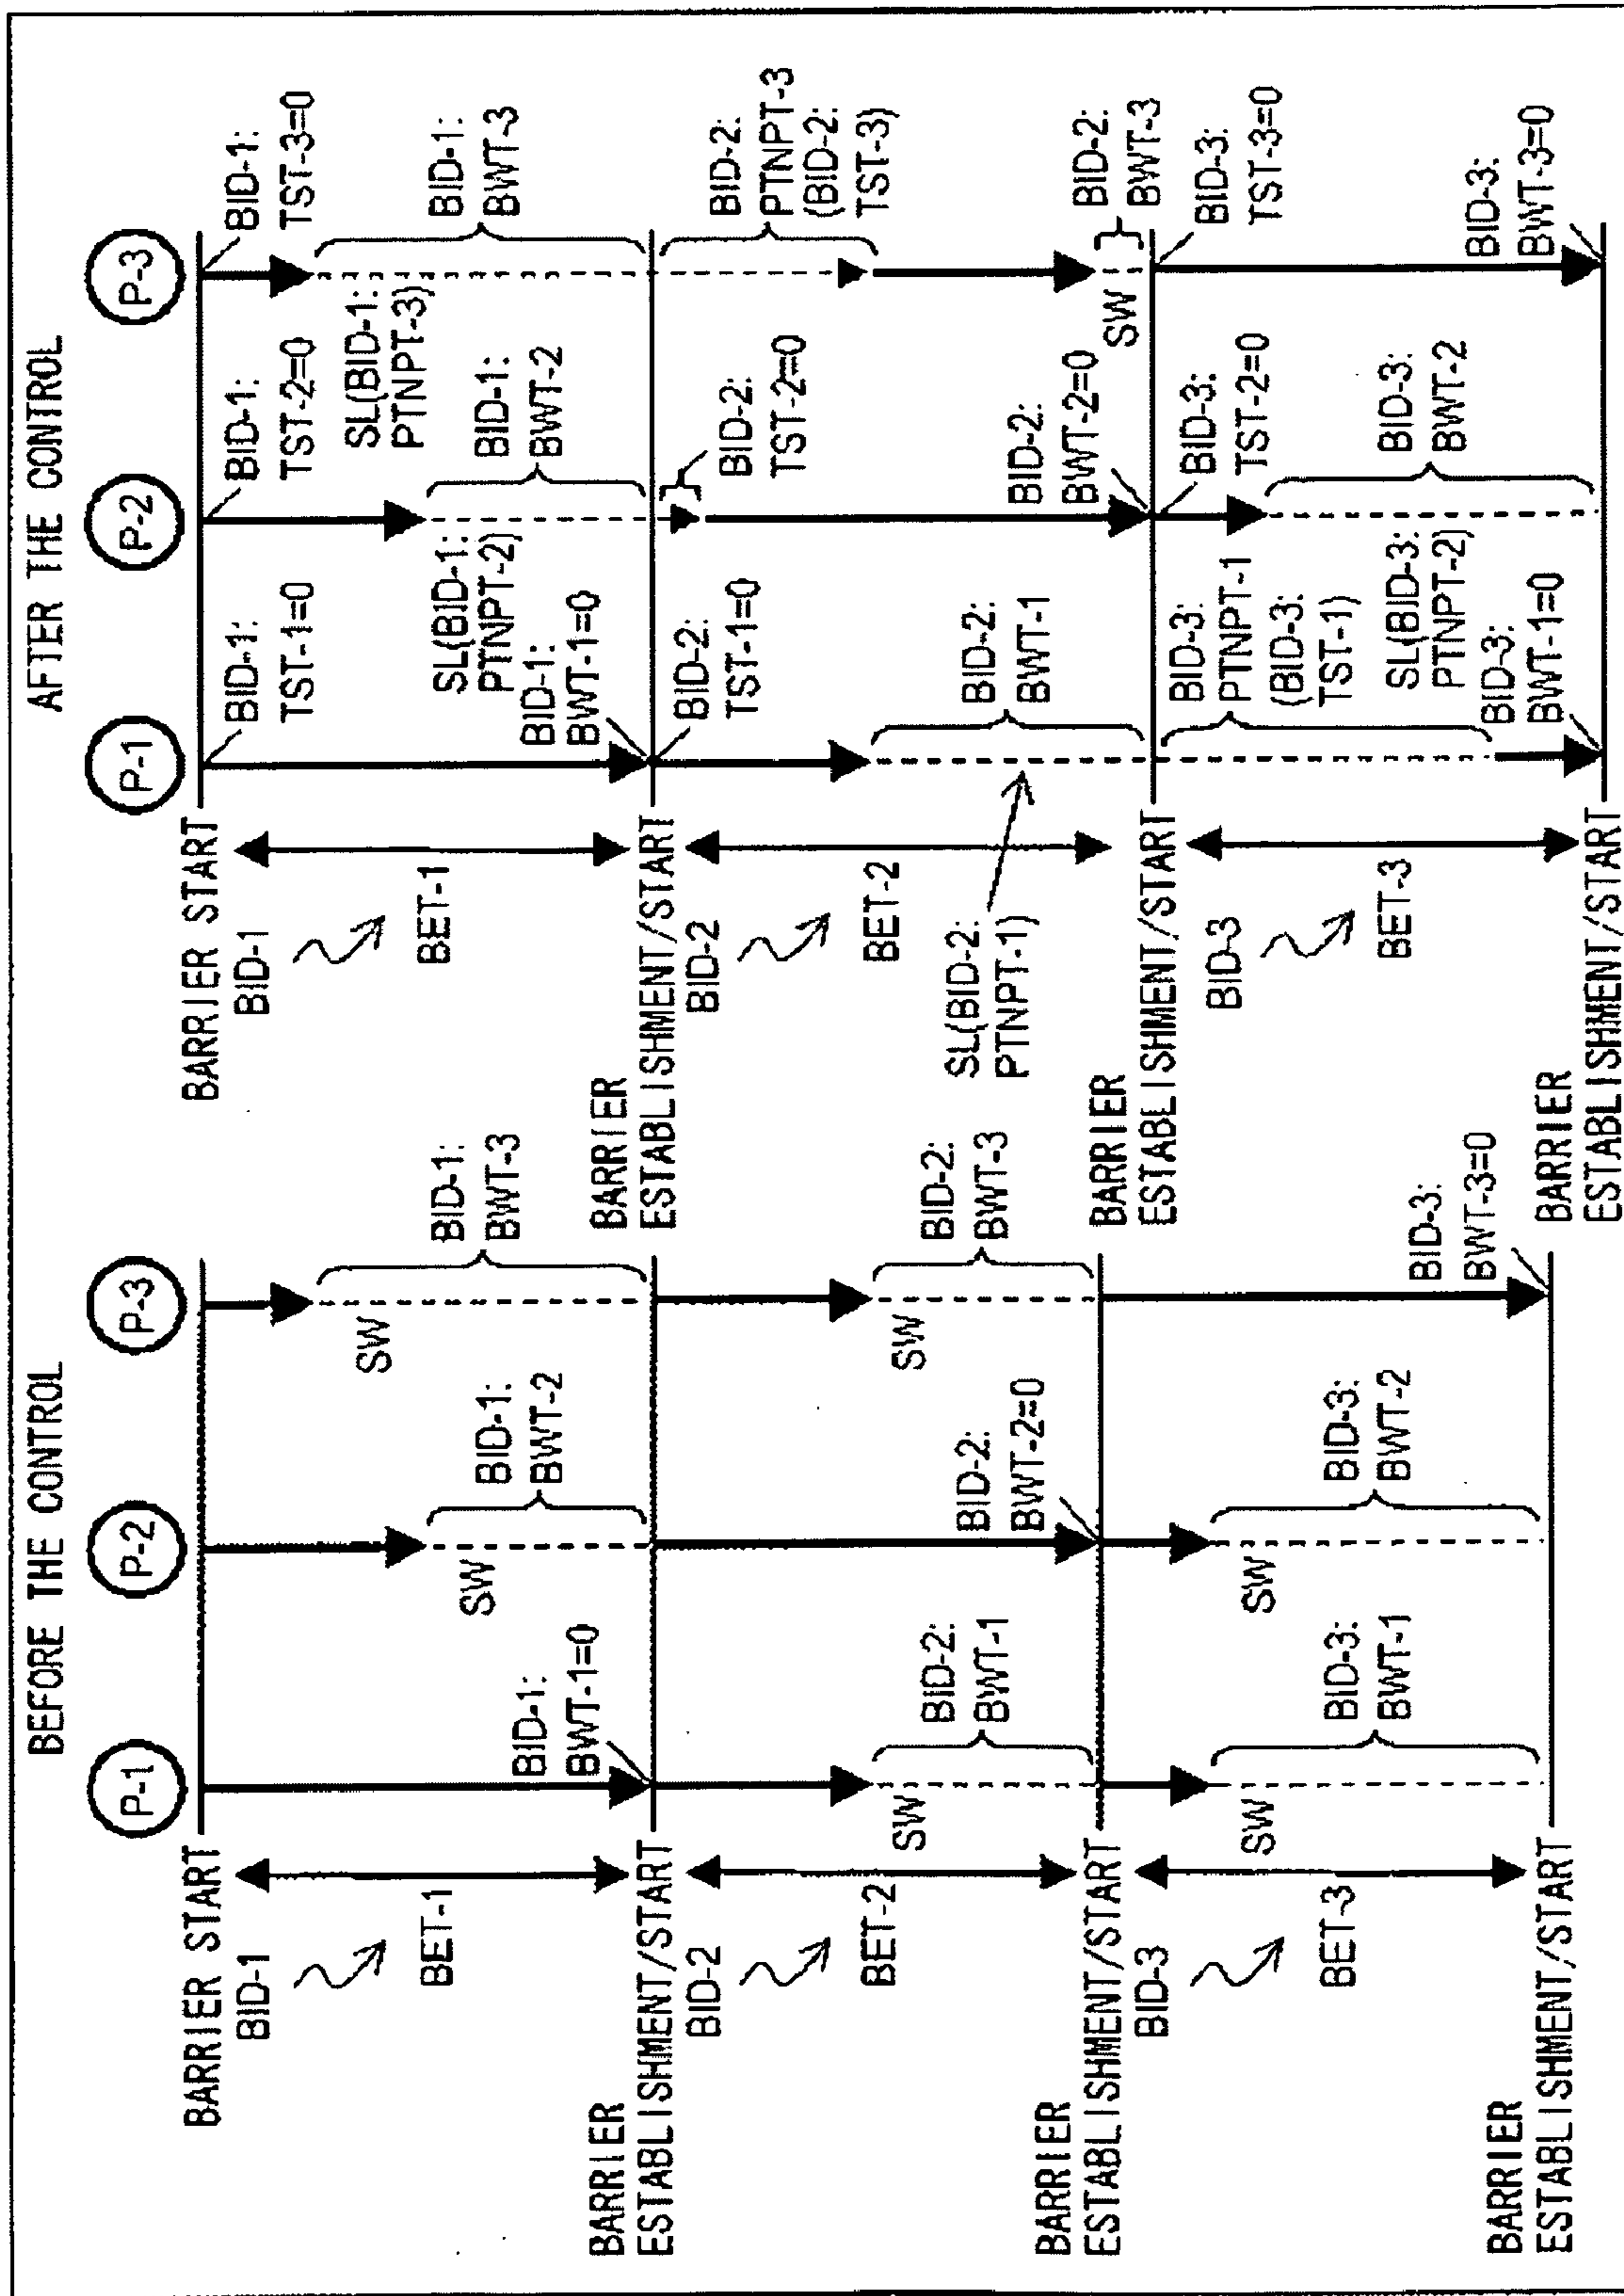 BEFORE THE CONTROL
P-1
P-2
P-3
BARRIER START
BID-1
BET-1
SW
BID-1:
BWT-3
SW
BID-1:
BWT-2
BID-1:
BWT-1=0
BARRIER
ESTABLISHMENT/START
BID-2
BET-2
SW
BID-2:
BWT-1
BID-2:
BWT-2=0
SW
BID-2:
BWT-3
BARRIER
ESTABLISHMENT/START
BID-3
BET-3
SW
BID-3:
BWT-1
SW
BID-3:
BWT-2
BID-3:
BWT-3=0
BARRIER
ESTABLISHMENT/START
AFTER THE CONTROL
P-1
P-2
P-3
BARRIER START
BID-1
BET-1
BID-1:
TST-1=0
BID-1:
TST-2=0
BID-1:
TST-3=0
SL(BID-1:
PTNPT-3)
BID-1:
BWT-3
SL(BID-1:
PTNPT-2)
BID-1:
BWT-2
BID-1:
BWT-1=0
BARRIER
ESTABLISHMENT/START
BID-2
BET-2
BID-2:
TST-1=0
BID-2:
TST-2=0
BID-2:
PTNPT-3
(BID-2:
TST-3)
SL(BID-2:
PTNPT-1)
BID-2:
BWT-1
BID-2:
BWT-2=0
SW
BID-2:
BWT-3
BARRIER
ESTABLISHMENT/START
BID-3
BET-3
BID-3:
PTNPT-1
(BID-3:
TST-1)
BID-3:
TST-2=0
BID-3:
TST-3=0
SL(BID-3:
PTNPT-2)
BID-3:
BWT-2
BID-3:
BWT-1=0
BID-3:
BWT-3=0
BARRIER
ESTABLISHMENT/START